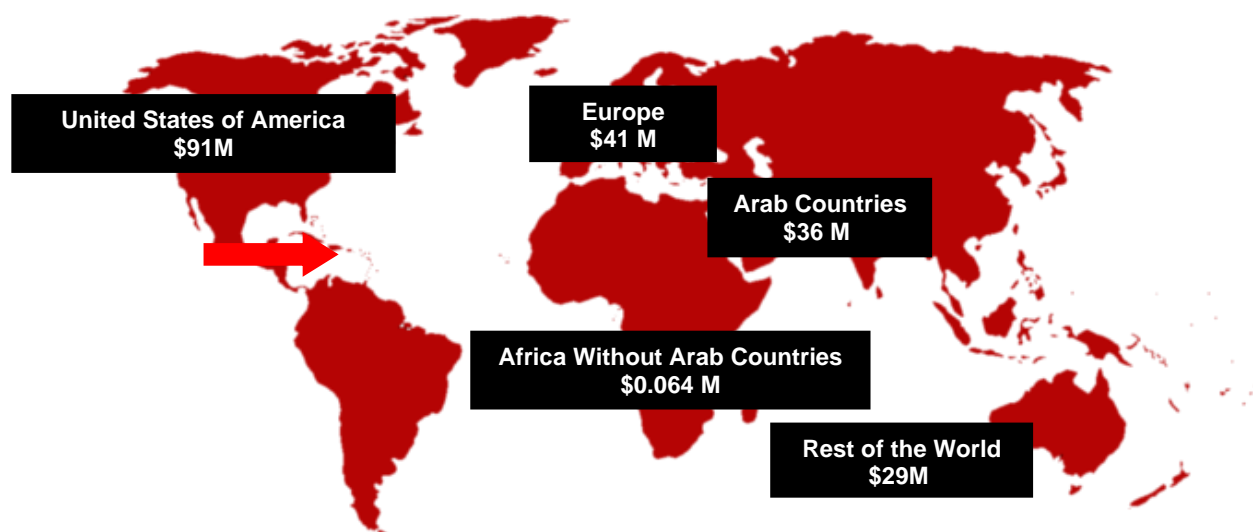 United States of America
$91M
Europe
$41 M
Arab Countries
$36 M
Africa Without Arab Countries
$0.064 M
Rest of the World
$29M